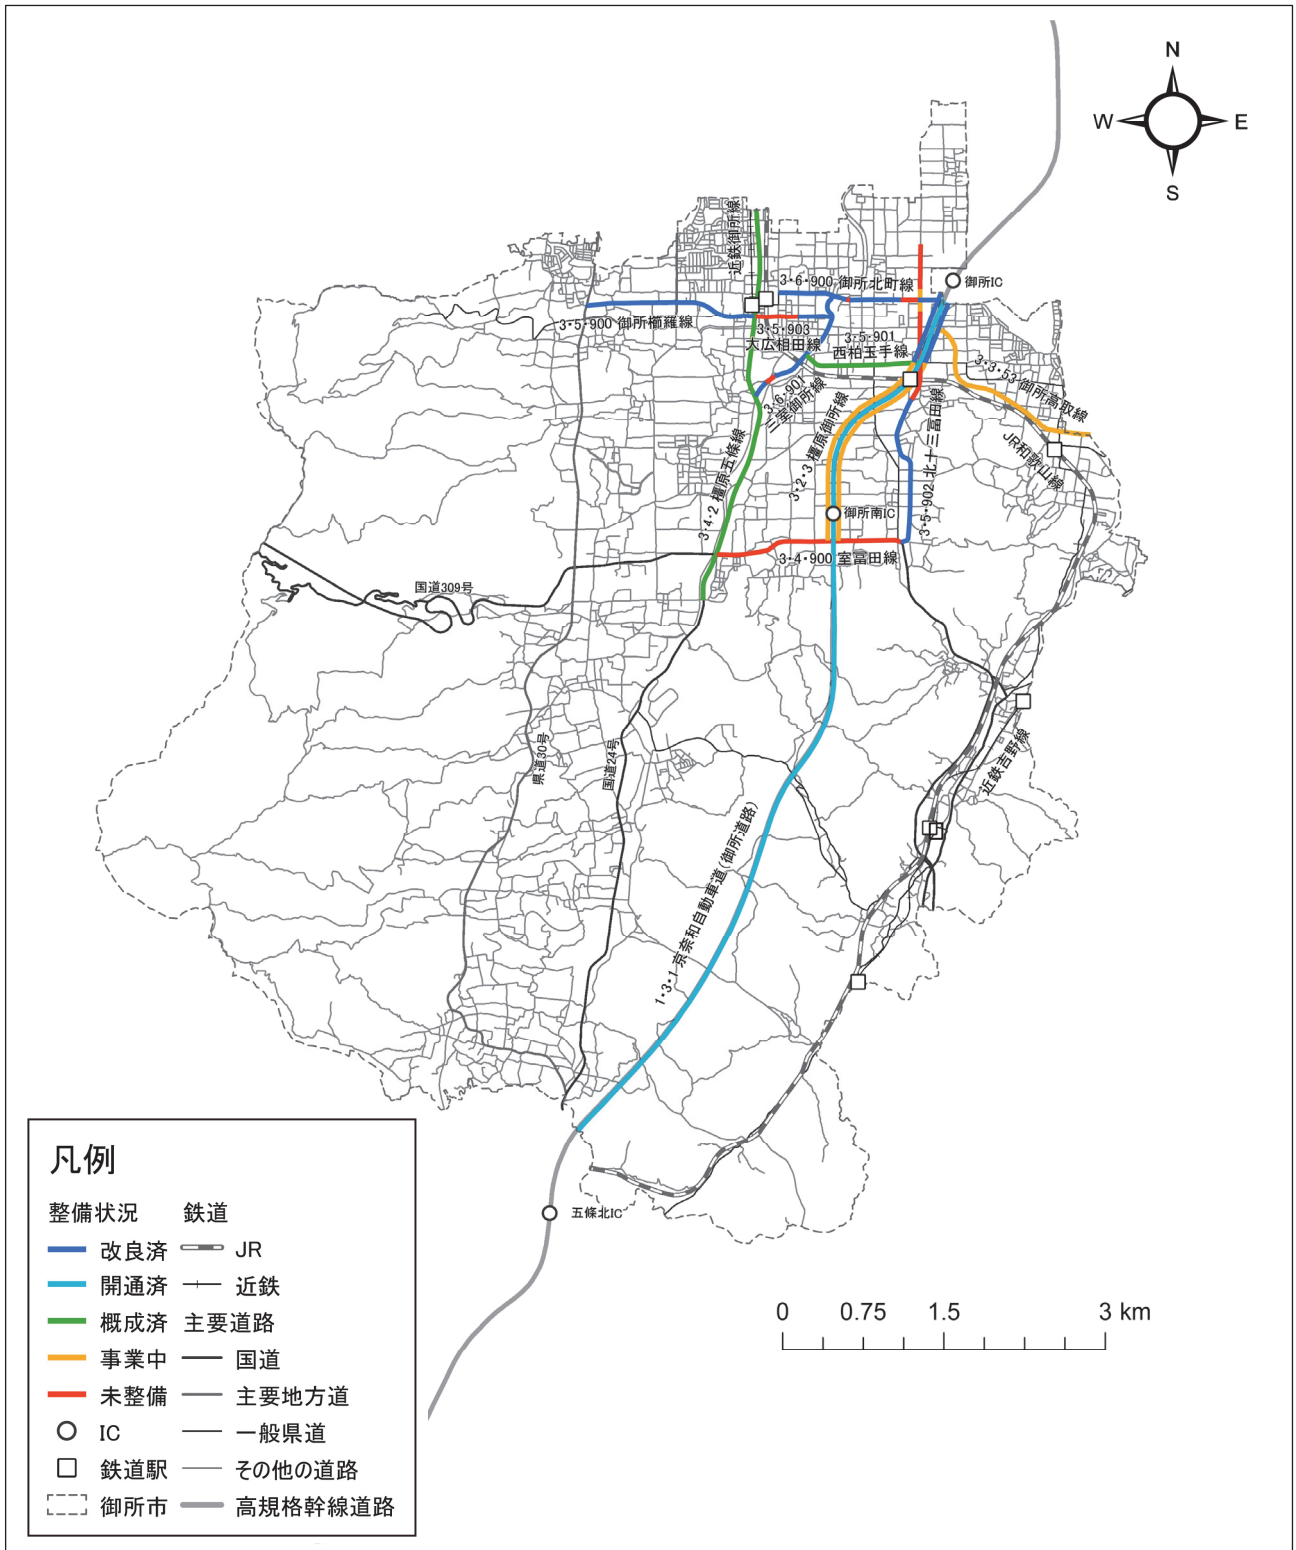 N
W
E
S
近鉄御所線
御所IC
3・6・900 御所北町線
3・5・900 御所櫛羅線
3・5・903
大広相田線
3・5・901
西柏玉手線
3・3・53 御所高取線
3・6・901
三室御所線
3・2・3 橿原御所線
3・4・2 橿原五條線
3・5・902 北十三冨田線
JR和歌山線
御所南IC
3・4・900 室冨田線
国道309号
県道30号
国道24号
近鉄吉野線
1・3・1 京奈和自動車道(御所道路)
五條北IC
凡例
整備状況
鉄道
改良済
JR
開通済
近鉄
概成済
主要道路
事業中
国道
未整備
主要地方道
IC
一般県道
鉄道駅
その他の道路
御所市
高規格幹線道路
0 0.75 1.5 3 km